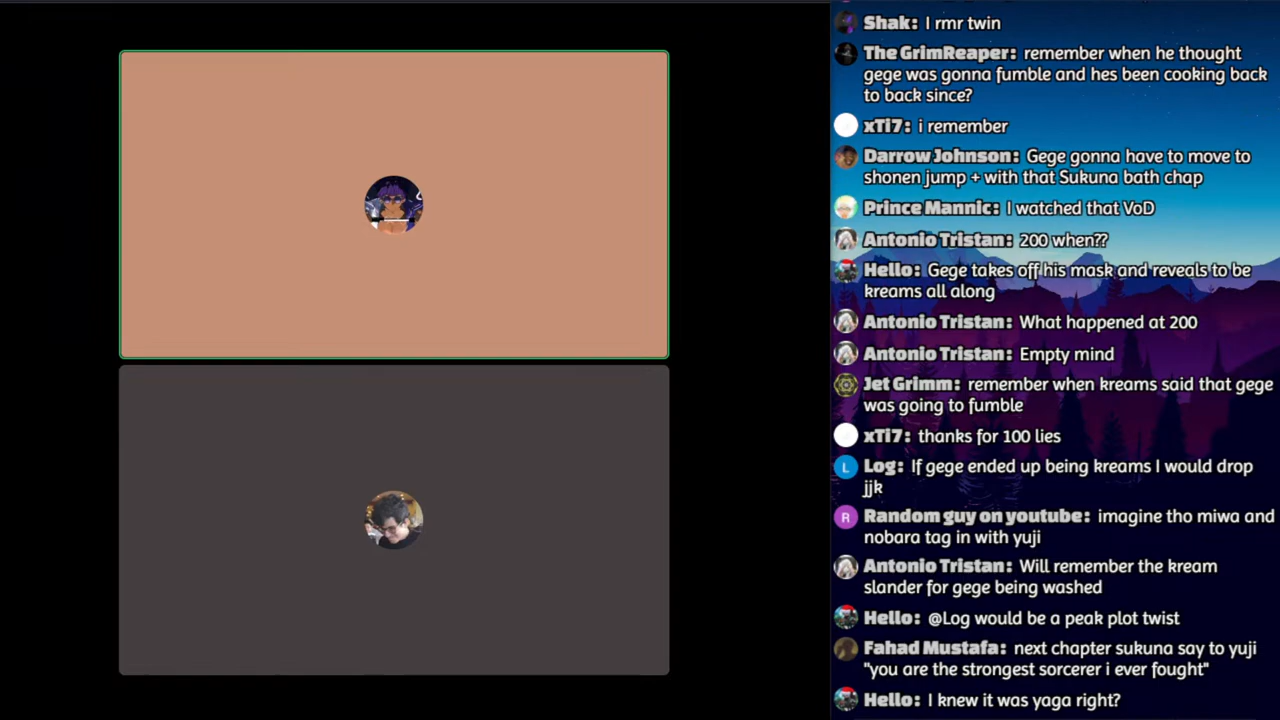 Shak: I rmr twin
The GrimReaper: remember when he thought
gege was gonna fumble and hes been cooking back
to back since?
xTi7: i remember
Darrow Johnson: Gege gonna have to move to
shonen jump + with that Sukuna bath chap
Prince Mannic: I watched that VoD
Antonio Tristan: 200 when??
Hello: Gege takes off his mask and reveals to be
kreams all along
Antonio Tristan: What happened at 200
Antonio Tristan: Empty mind
Jet Grimm: remember when kreams said that gege
was going to fumble
xTi7: thanks for 100 lies
L
Log: If gege ended up being kreams I would drop
jjk
R
Random guy on youtube: imagine tho miwa and
nobara tag in with yuji
Antonio Tristan: Will remember the kream
slander for gege being washed
Hello: @Log would be a peak plot twist
Fahad Mustafa: next chapter sukuna say to yuji
"you are the strongest sorcerer i ever fought"
Hello: I knew it was yaga right?